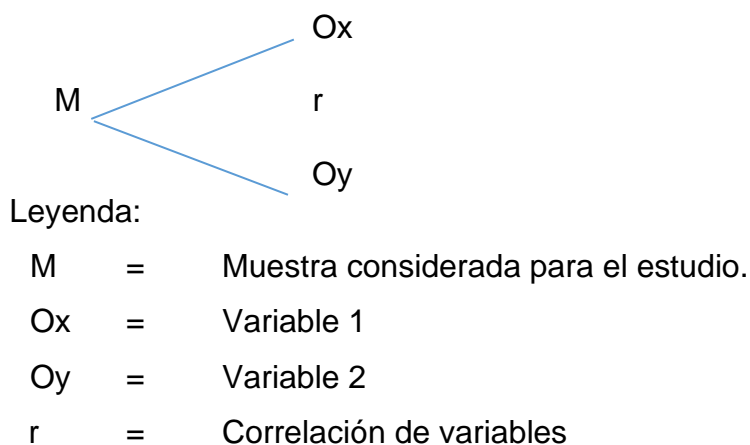 Ox
M r
Oy
Leyenda:
M = Muestra considerada para el estudio.
Ox = Variable 1
Oy = Variable 2
r = Correlación de variables